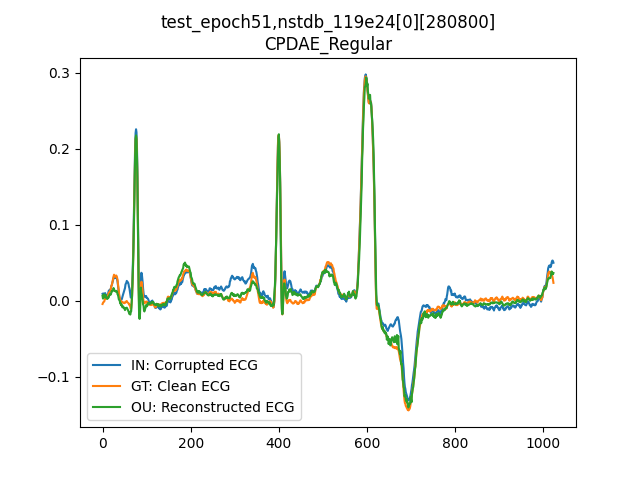 test_epoch51,nstdb_119e24[0][280800]
CPDAE_Regular
0.3
0.2
0.1
0.0
−0.1
IN: Corrupted ECG
GT: Clean ECG
OU: Reconstructed ECG
0 200 400 600 800 1000